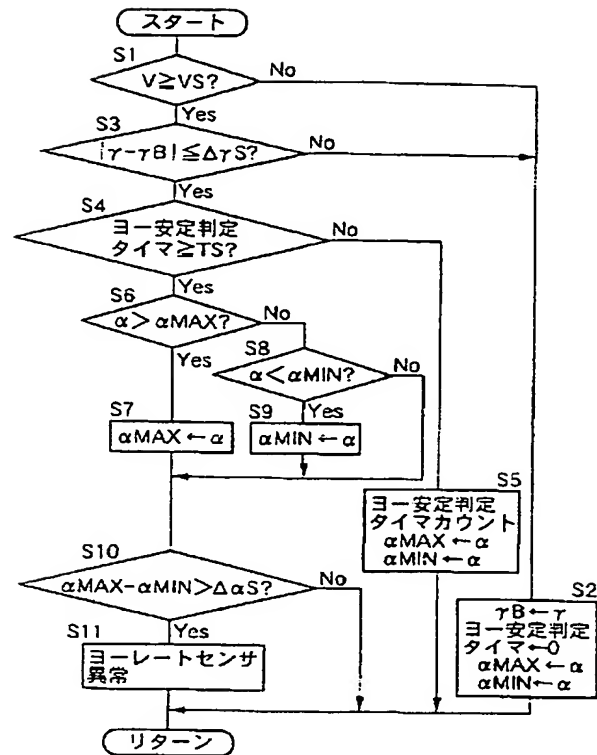 スタート
S1
V≧VS?
No
Yes
S3
|γ-γB|≦ΔγS?
No
Yes
S4
ヨー安定判定
タイマ≧TS?
No
Yes
S6
α>αMAX?
No
Yes
S8
α<αMIN?
No
Yes
S7
αMAX←α
S9
αMIN←α
S5
ヨー安定判定
タイマカウント
αMAX←α
αMIN←α
S10
αMAX-αMIN>ΔαS?
No
Yes
S2
γB←γ
ヨー安定判定
タイマ←0
αMAX←α
αMIN←α
S11
ヨーレートセンサ
異常
リターン